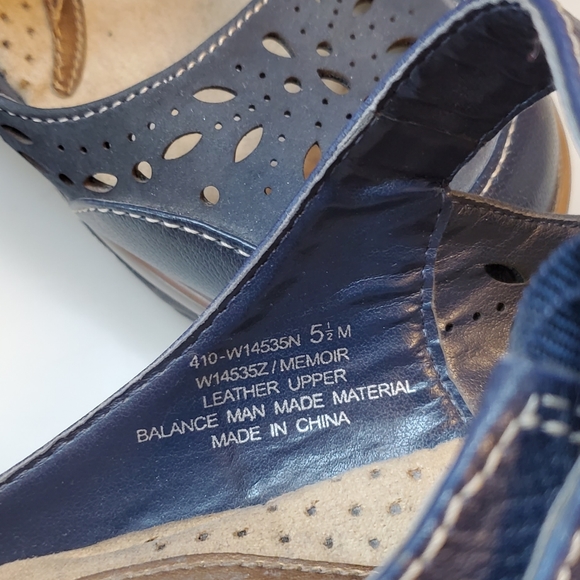 410-W14535N 5½ M
W14535Z/MEMOIR
LEATHER UPPER
BALANCE MAN MADE MATERIAL
MADE IN CHINA